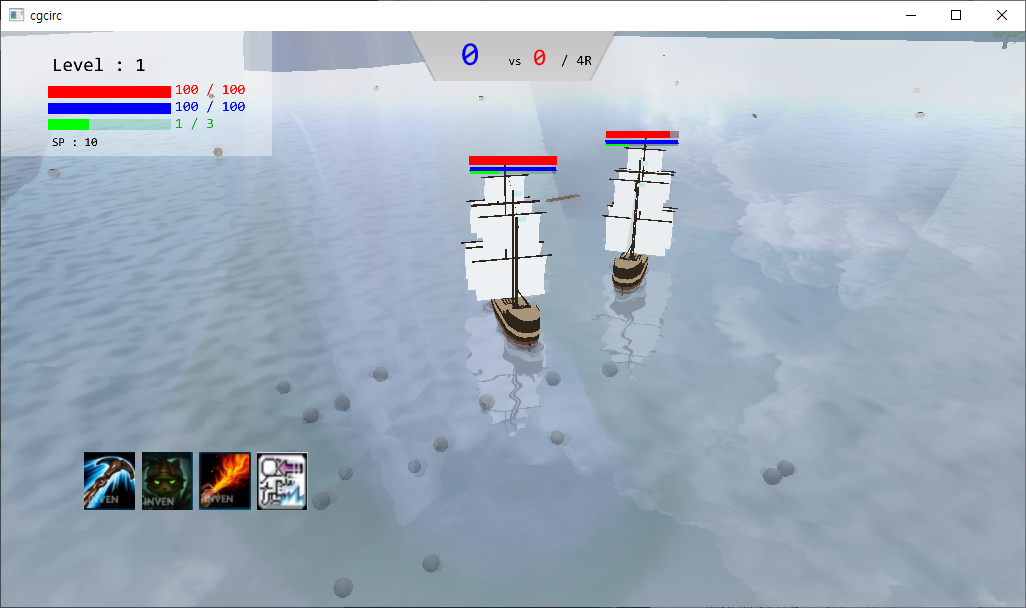 cgcirc
Level : 1
0 vs 0 / 4R
100 / 100
100 / 100
1 / 3
SP : 10
INVEN INVEN INVEN